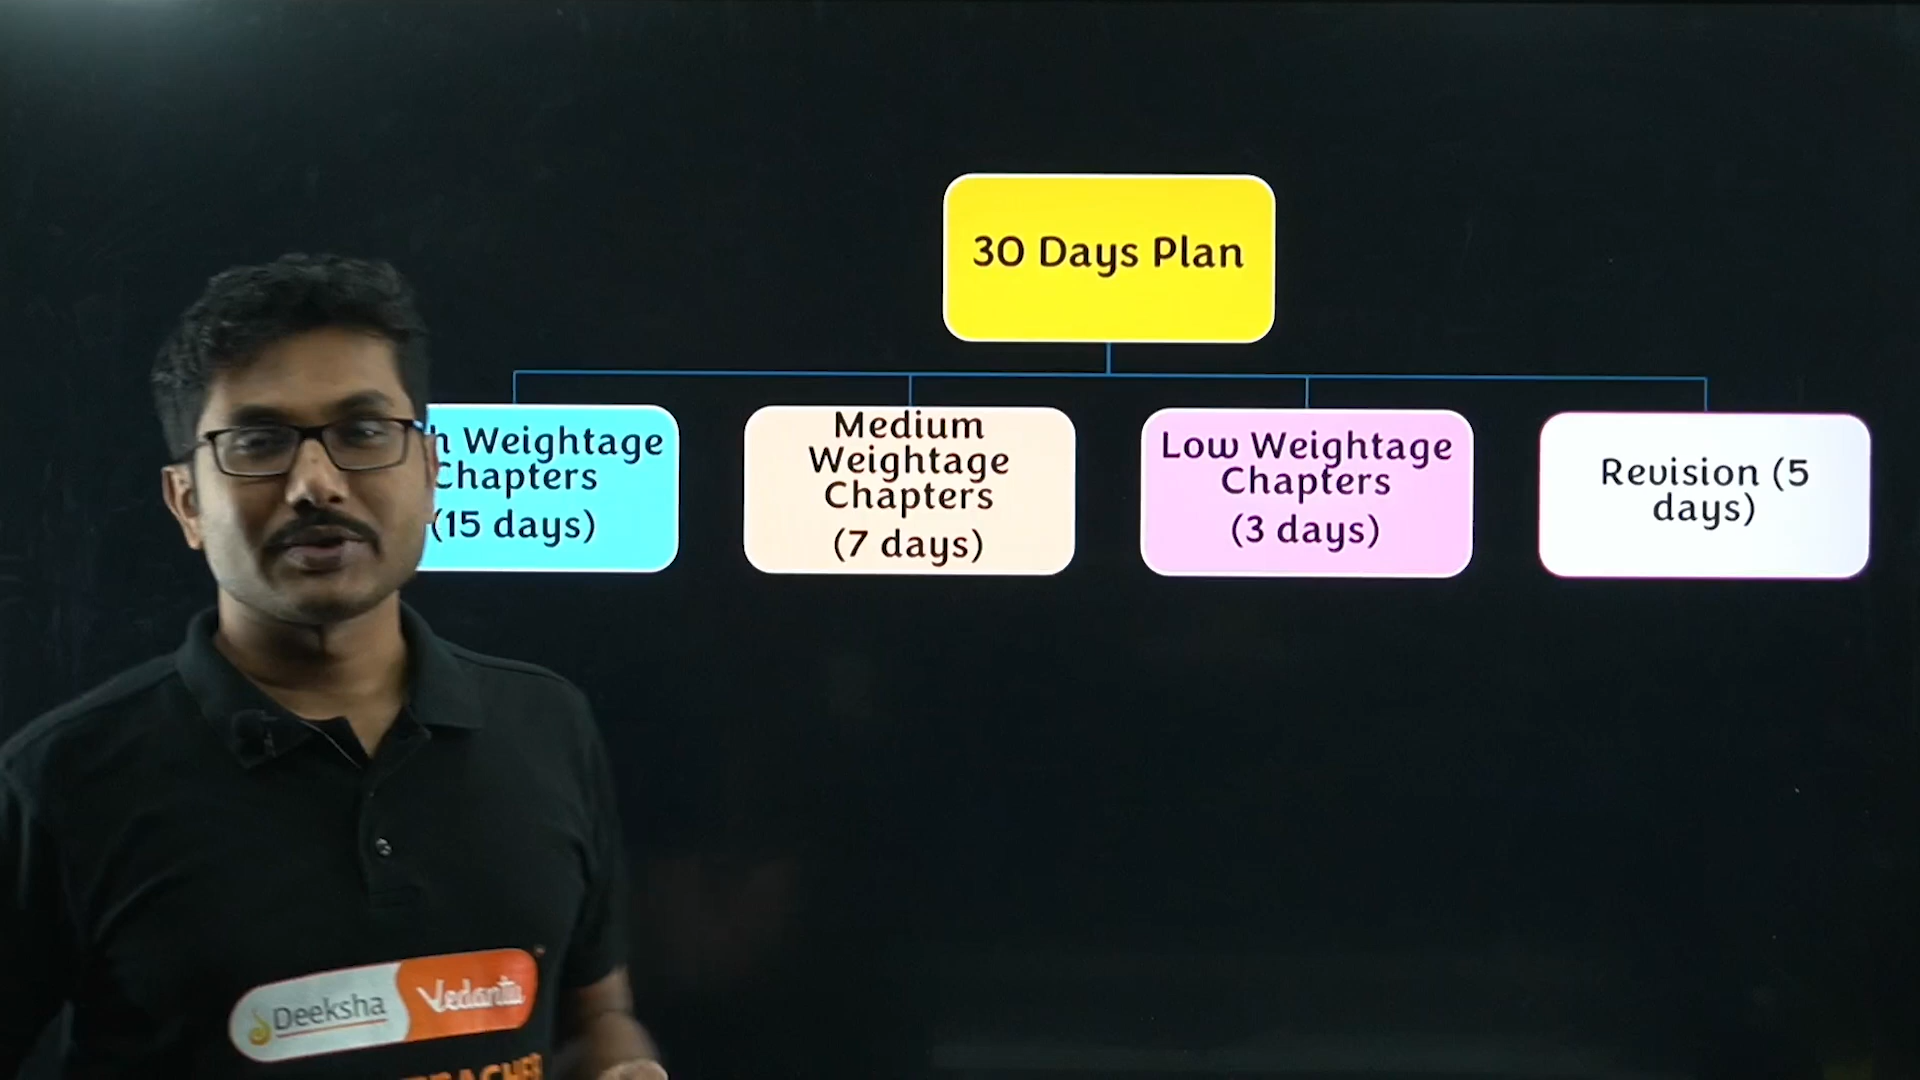 30 Days Plan
h Weightage
Chapters
(15 days)
Medium
Weightage
Chapters
(7 days)
Low Weightage
Chapters
(3 days)
Revision (5
days)
Deeksha
Vedantu